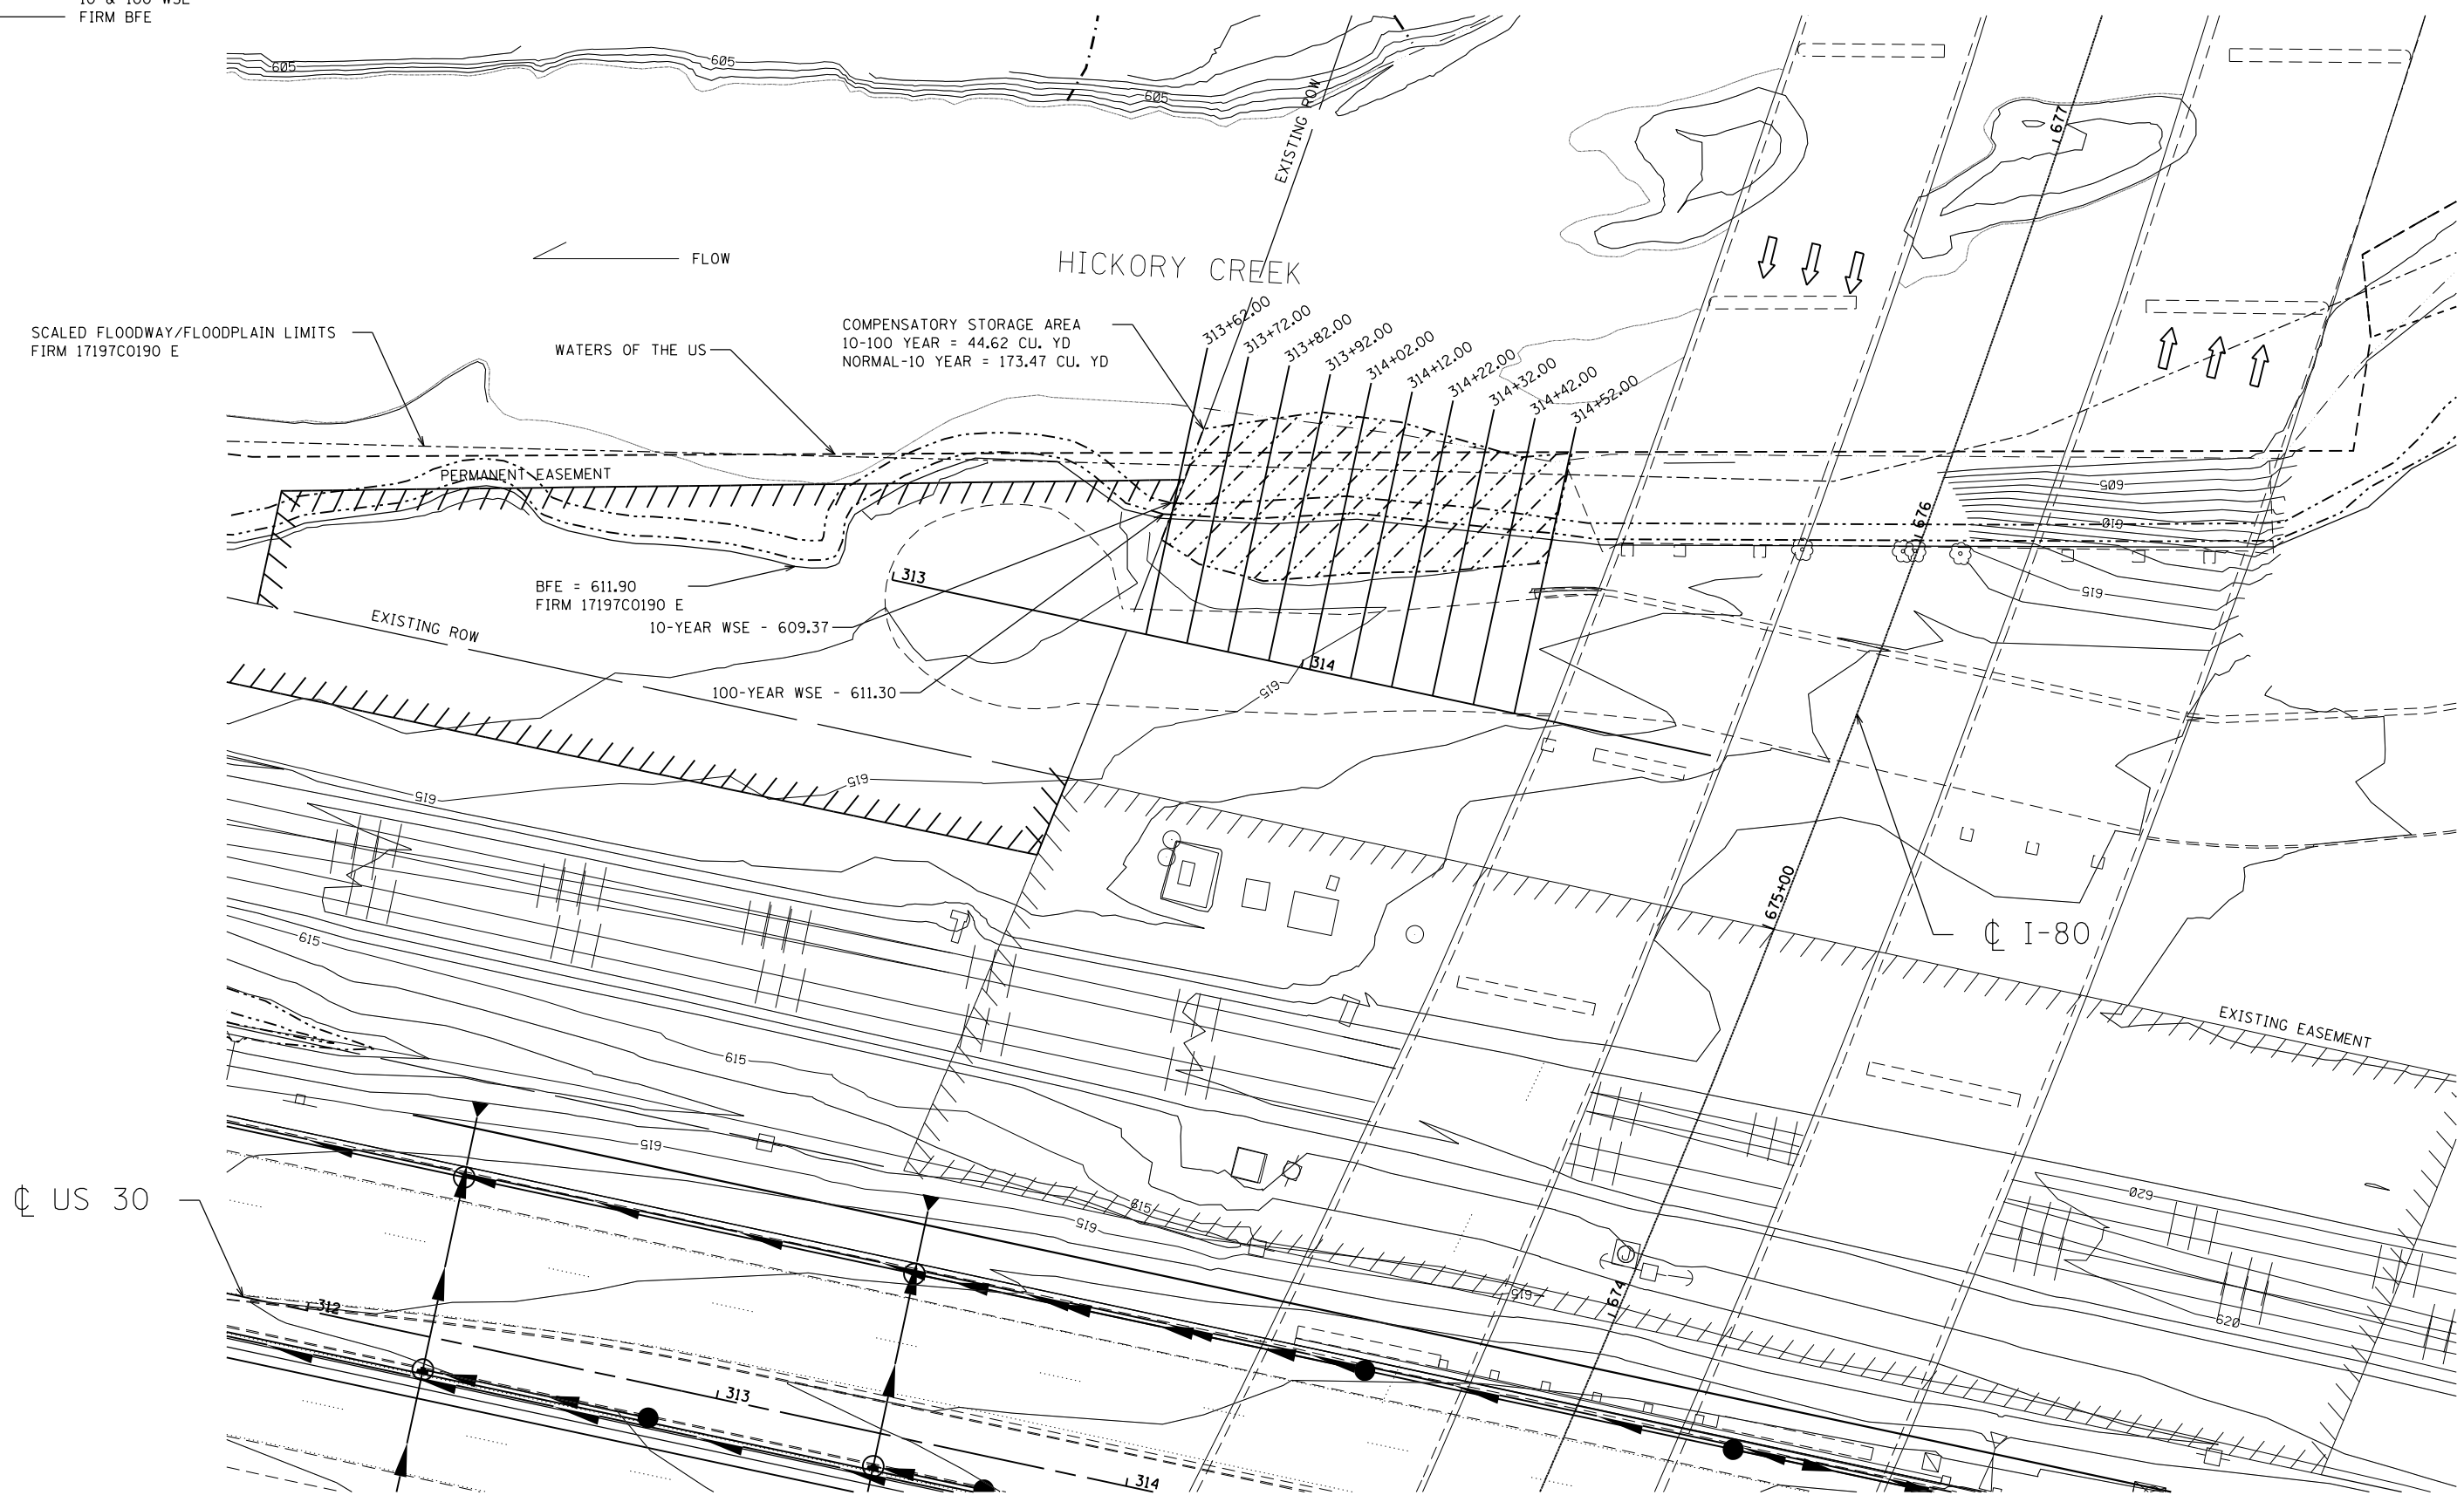 10 & 100 WSE
FIRM BFE
605
605
605
EXISTING ROW
677
FLOW
HICKORY CREEK
SCALED FLOODWAY/FLOODPLAIN LIMITS
FIRM 17197C0190 E
WATERS OF THE US
COMPENSATORY STORAGE AREA
10-100 YEAR = 44.62 CU. YD
NORMAL-10 YEAR = 173.47 CU. YD
313+62.00
313+72.00
313+82.00
313+92.00
314+02.00
314+12.00
314+22.00
314+32.00
314+42.00
314+52.00
PERMANENT EASEMENT
605
610
676
BFE = 611.90
FIRM 17197C0190 E
313
615
EXISTING ROW
10-YEAR WSE - 609.37
314
615
100-YEAR WSE - 611.30
615
615
675+00
℄ I-80
615
EXISTING EASEMENT
615
615
℄ US 30
615
615
620
674
615
620
312
313
314